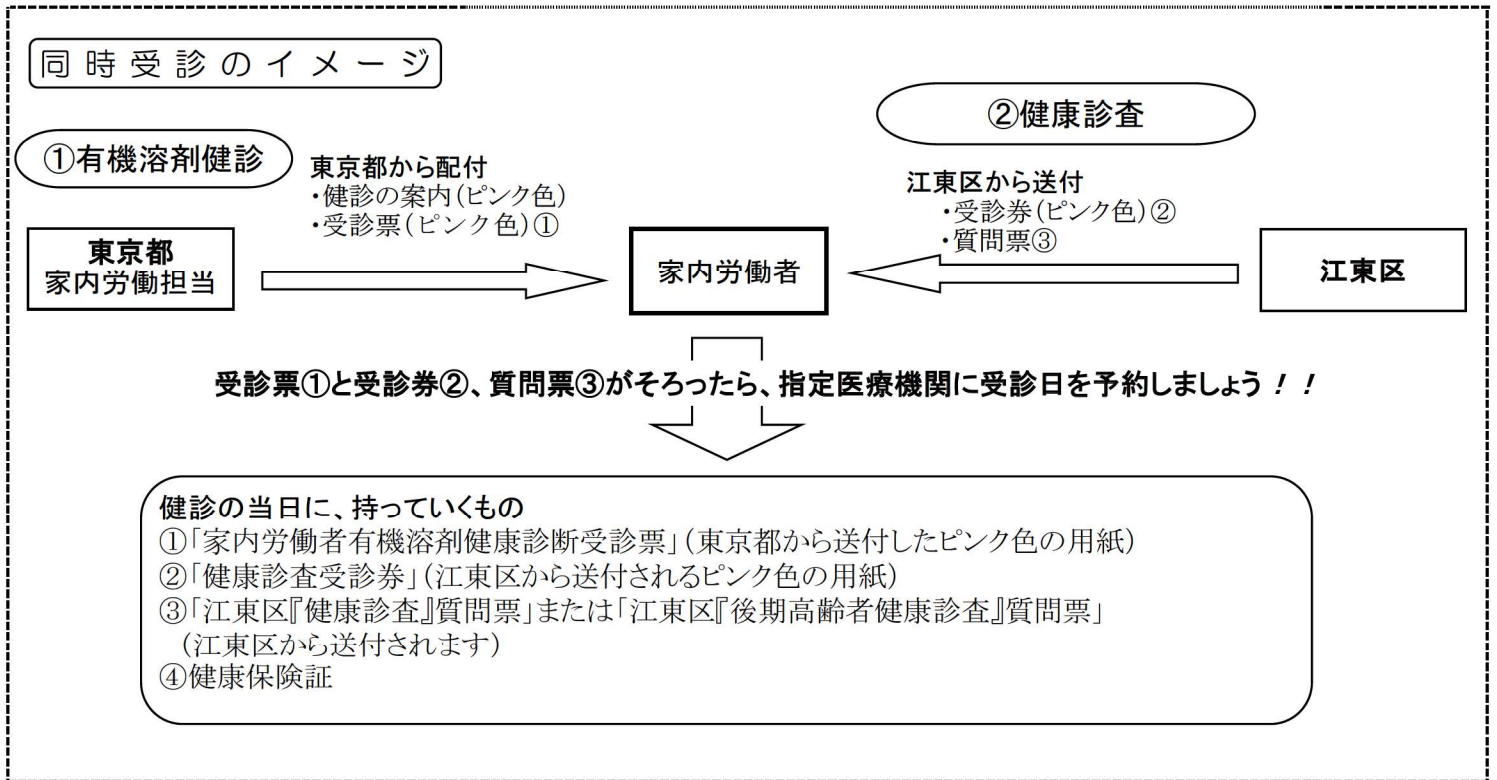 同時受診のイメージ
①有機溶剤健診
東京都から配付
・健診の案内(ピンク色)
・受診票(ピンク色)①
東京都
家内労働担当
家内労働者
②健康診査
江東区から送付
・受診券(ピンク色)②
・質問票③
江東区
受診票①と受診券②、質問票③がそろったら、指定医療機関に受診日を予約しましょう！！
健診の当日に、持っていくもの
①「家内労働者有機溶剤健康診断受診票」(東京都から送付したピンク色の用紙)
②「健康診査受診券」(江東区から送付されるピンク色の用紙)
③「江東区『健康診査』質問票」または「江東区『後期高齢者健康診査』質問票」
(江東区から送付されます)
④健康保険証